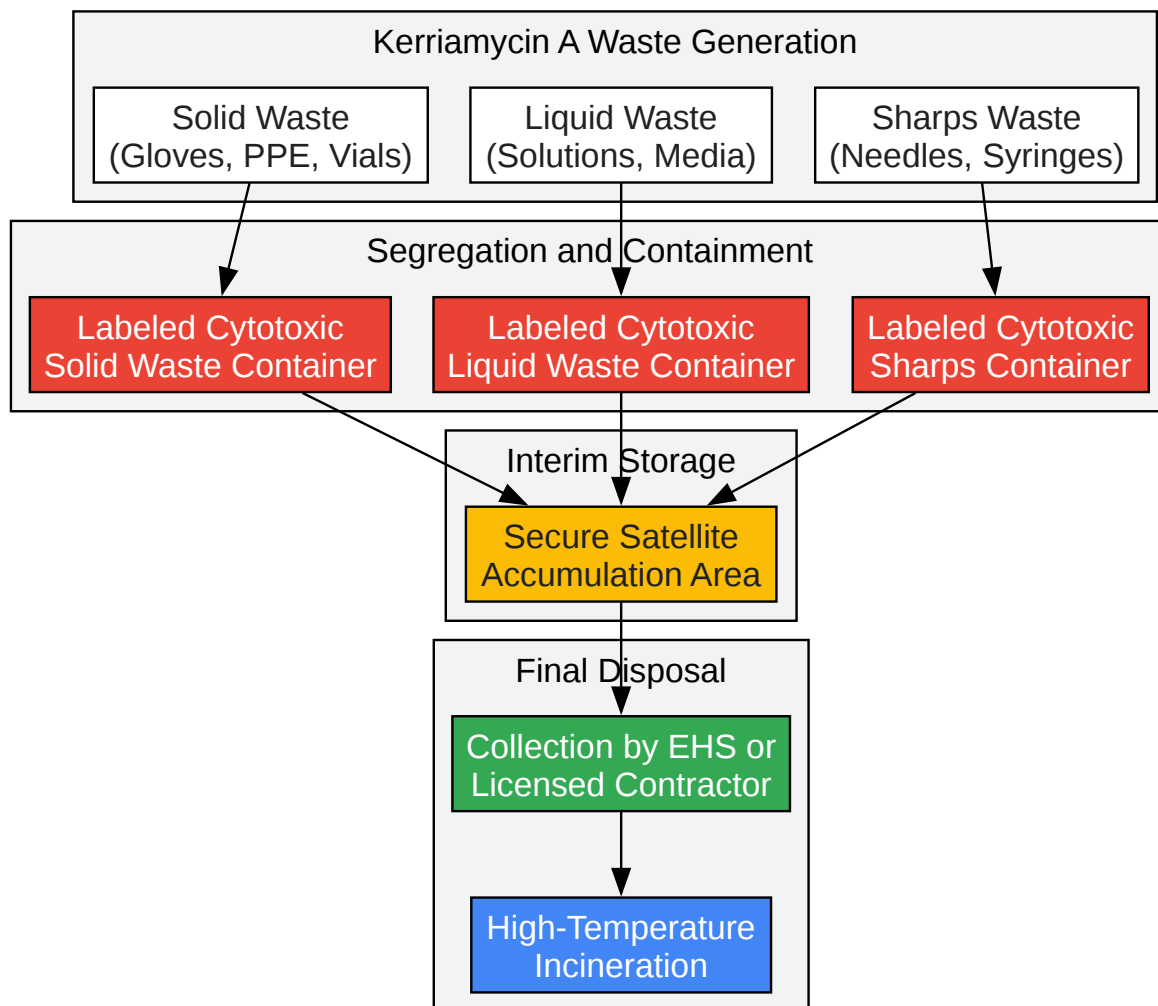 Kerriamycin A Waste Generation
Solid Waste
(Gloves, PPE, Vials)
Liquid Waste
(Solutions, Media)
Sharps Waste
(Needles, Syringes)
Segregation and Containment
Labeled Cytotoxic
Solid Waste Container
Labeled Cytotoxic
Liquid Waste Container
Labeled Cytotoxic
Sharps Container
Interim Storage
Secure Satellite
Accumulation Area
Final Disposal
Collection by EHS or
Licensed Contractor
High-Temperature
Incineration